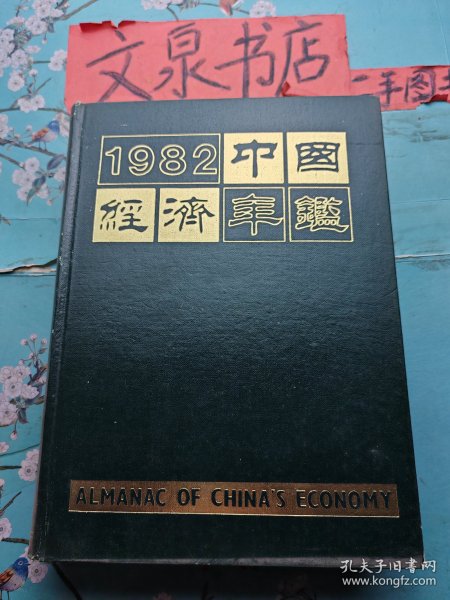 文泉书店
二手图书
1982中國
經濟年鑑
ALMANAC OF CHINA'S ECONOMY
孔夫子旧书网
www.kongfz.com